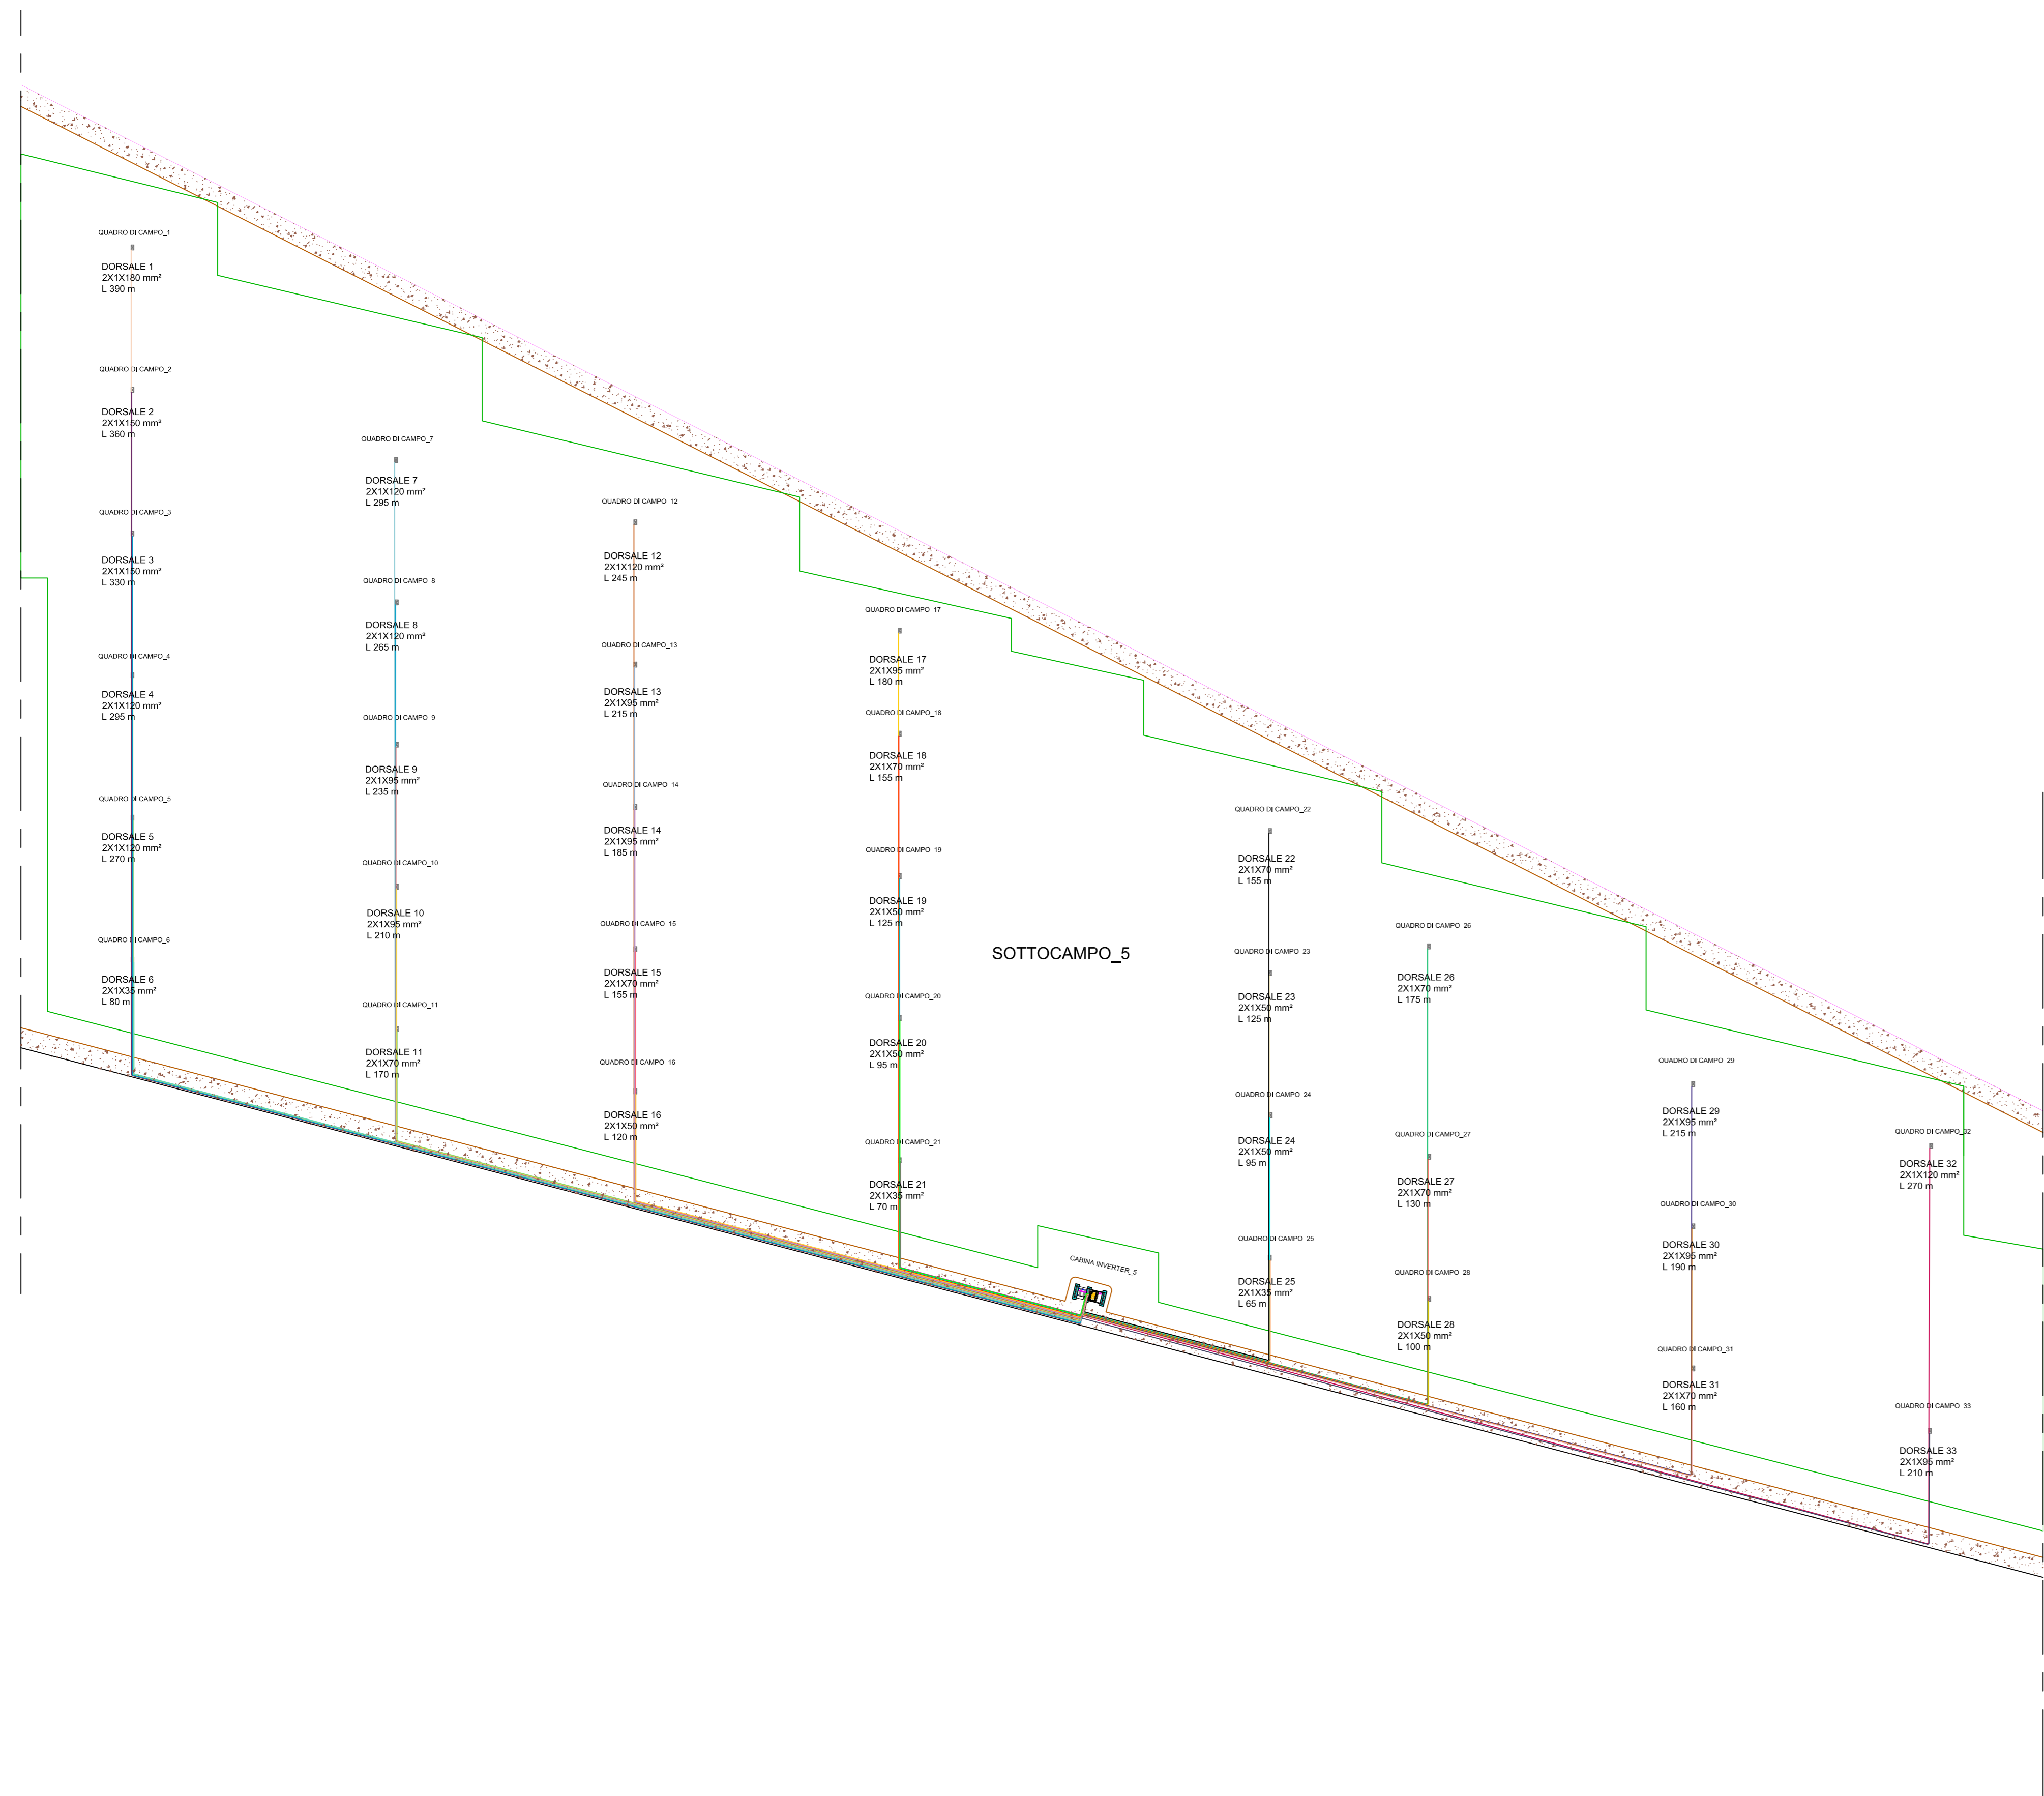 QUADRO DI CAMPO_1
DORSALE 1
2X1X180 mm²
L 390 m
QUADRO DI CAMPO_2
DORSALE 2
2X1X150 mm²
L 360 m
QUADRO DI CAMPO_3
DORSALE 3
2X1X150 mm²
L 330 m
QUADRO DI CAMPO_4
DORSALE 4
2X1X120 mm²
L 295 m
QUADRO DI CAMPO_5
DORSALE 5
2X1X120 mm²
L 270 m
QUADRO DI CAMPO_6
DORSALE 6
2X1X35 mm²
L 80 m
QUADRO DI CAMPO_7
DORSALE 7
2X1X120 mm²
L 295 m
QUADRO DI CAMPO_8
DORSALE 8
2X1X120 mm²
L 265 m
QUADRO DI CAMPO_9
DORSALE 9
2X1X95 mm²
L 235 m
QUADRO DI CAMPO_10
DORSALE 10
2X1X95 mm²
L 210 m
QUADRO DI CAMPO_11
DORSALE 11
2X1X70 mm²
L 170 m
QUADRO DI CAMPO_12
DORSALE 12
2X1X120 mm²
L 245 m
QUADRO DI CAMPO_13
DORSALE 13
2X1X95 mm²
L 215 m
QUADRO DI CAMPO_14
DORSALE 14
2X1X95 mm²
L 185 m
QUADRO DI CAMPO_15
DORSALE 15
2X1X70 mm²
L 155 m
QUADRO DI CAMPO_16
DORSALE 16
2X1X50 mm²
L 120 m
QUADRO DI CAMPO_17
DORSALE 17
2X1X95 mm²
L 180 m
QUADRO DI CAMPO_18
DORSALE 18
2X1X70 mm²
L 155 m
QUADRO DI CAMPO_19
DORSALE 19
2X1X50 mm²
L 125 m
QUADRO DI CAMPO_20
DORSALE 20
2X1X50 mm²
L 95 m
QUADRO DI CAMPO_21
DORSALE 21
2X1X35 mm²
L 70 m
SOTTOCAMPO_5
CABINA INVERTER_5
QUADRO DI CAMPO_22
DORSALE 22
2X1X70 mm²
L 155 m
QUADRO DI CAMPO_23
DORSALE 23
2X1X50 mm²
L 125 m
QUADRO DI CAMPO_24
DORSALE 24
2X1X50 mm²
L 95 m
QUADRO DI CAMPO_25
DORSALE 25
2X1X35 mm²
L 65 m
QUADRO DI CAMPO_26
DORSALE 26
2X1X70 mm²
L 175 m
QUADRO DI CAMPO_27
DORSALE 27
2X1X70 mm²
L 130 m
QUADRO DI CAMPO_28
DORSALE 28
2X1X50 mm²
L 100 m
QUADRO DI CAMPO_29
DORSALE 29
2X1X95 mm²
L 215 m
QUADRO DI CAMPO_30
DORSALE 30
2X1X95 mm²
L 190 m
QUADRO DI CAMPO_31
DORSALE 31
2X1X70 mm²
L 160 m
QUADRO DI CAMPO_32
DORSALE 32
2X1X120 mm²
L 270 m
QUADRO DI CAMPO_33
DORSALE 33
2X1X95 mm²
L 210 m